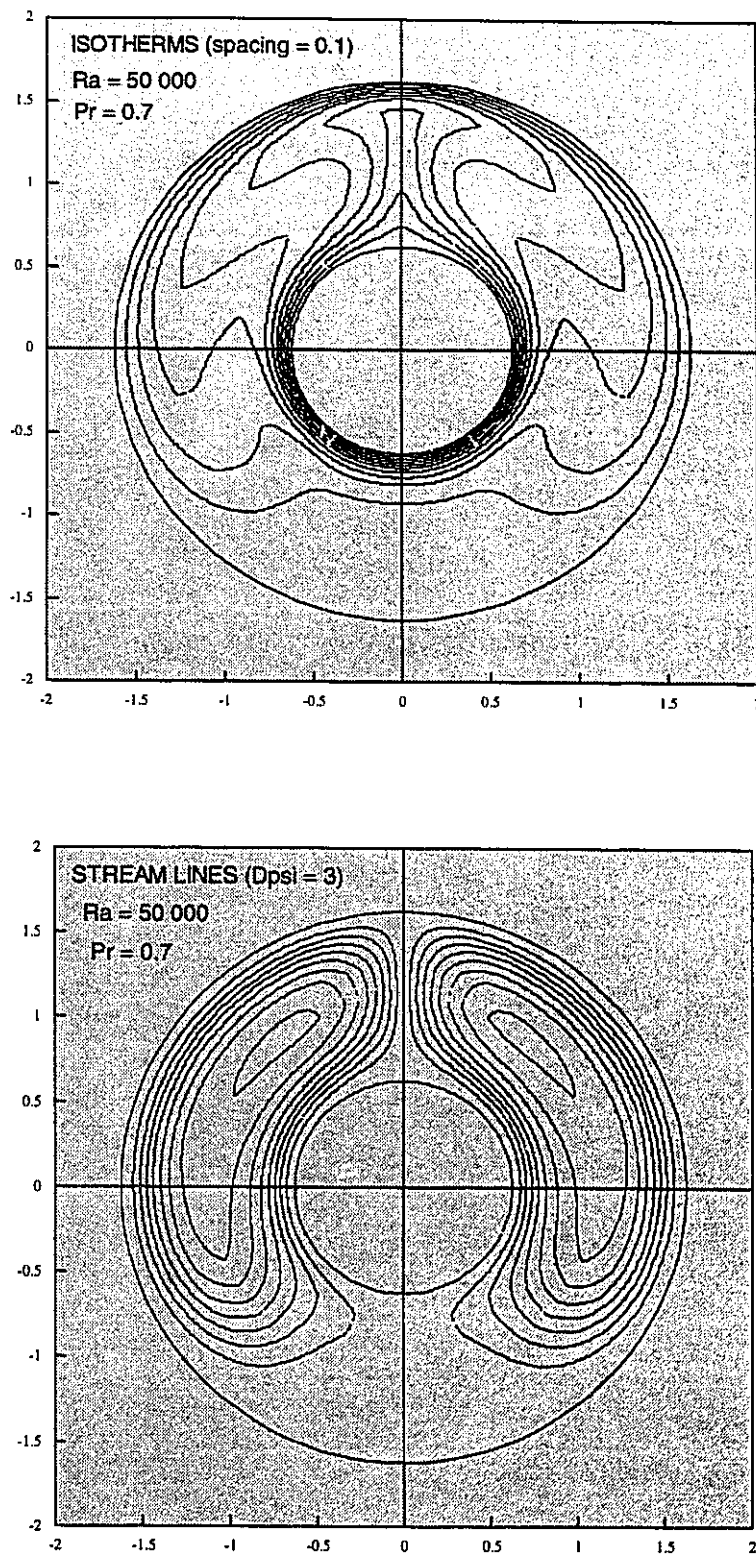 ISOTHERMS (spacing = 0.1)
Ra = 50 000
Pr = 0.7
2
1.5
1
0.5
0
-0.5
-1
-1.5
-2
-2 -1.5 -1 -0.5 0 0.5 1 1.5
STREAM LINES (Dpsi = 3)
Ra = 50 000
Pr = 0.7
2
1.5
1
0.5
0
-0.5
-1
-1.5
-2
-2 -1.5 -1 -0.5 0 0.5 1 1.5 2